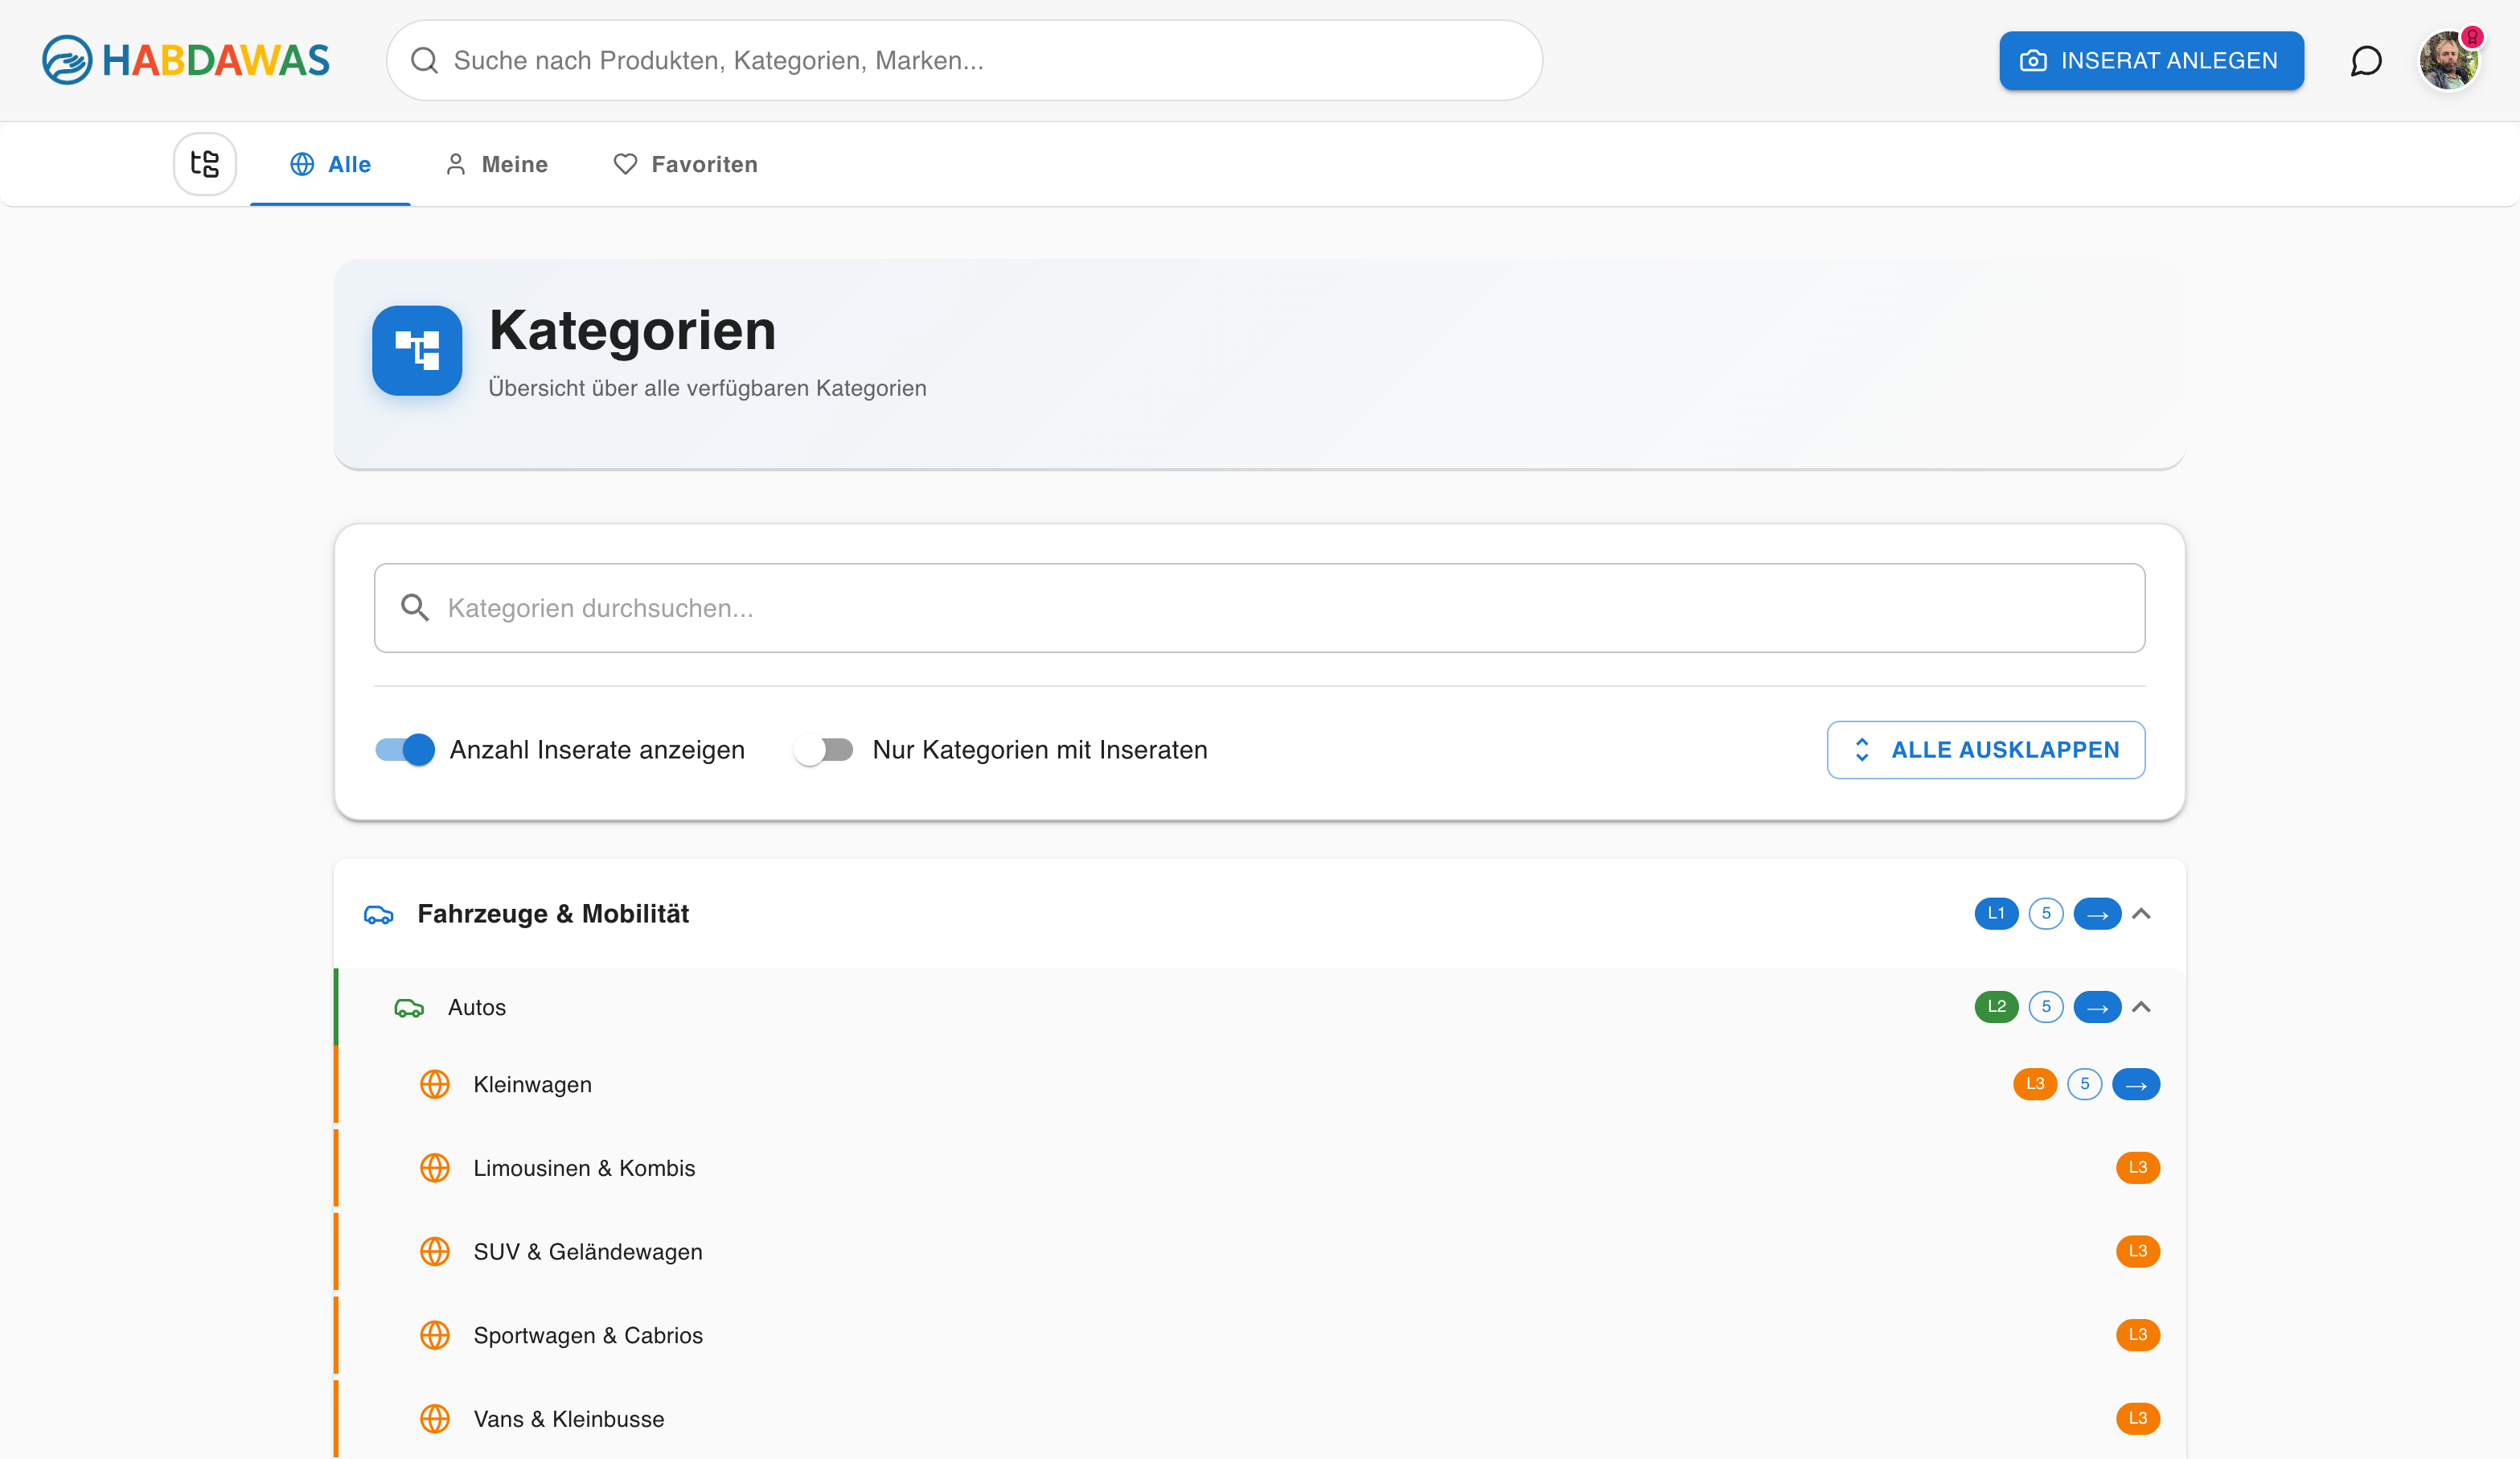 HABDAWAS
Suche nach Produkten, Kategorien, Marken...
INSERAT ANLEGEN
Alle
Meine
Favoriten
Kategorien
Übersicht über alle verfügbaren Kategorien
Kategorien durchsuchen...
Anzahl Inserate anzeigen
Nur Kategorien mit Inseraten
ALLE AUSKLAPPEN
Fahrzeuge & Mobilität L1 5 →
Autos L2 5 →
Kleinwagen L3 5 →
Limousinen & Kombis L3
SUV & Geländewagen L3
Sportwagen & Cabrios L3
Vans & Kleinbusse L3